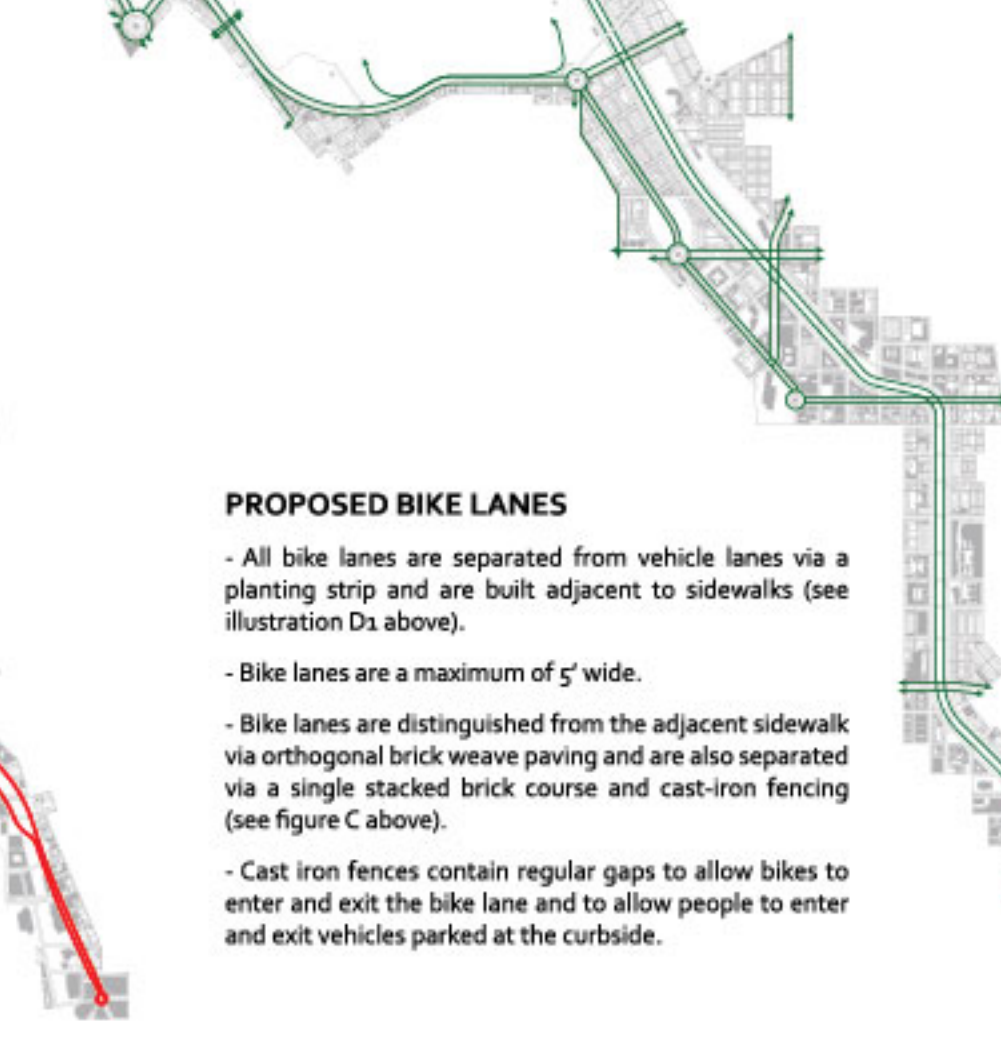 PROPOSED BIKE LANES
- All bike lanes are separated from vehicle lanes via a
planting strip and are built adjacent to sidewalks (see
illustration D1 above).
- Bike lanes are a maximum of 5' wide.
- Bike lanes are distinguished from the adjacent sidewalk
via orthogonal brick weave paving and are also separated
via a single stacked brick course and cast-iron fencing
(see figure C above).
- Cast iron fences contain regular gaps to allow bikes to
enter and exit the bike lane and to allow people to enter
and exit vehicles parked at the curbside.